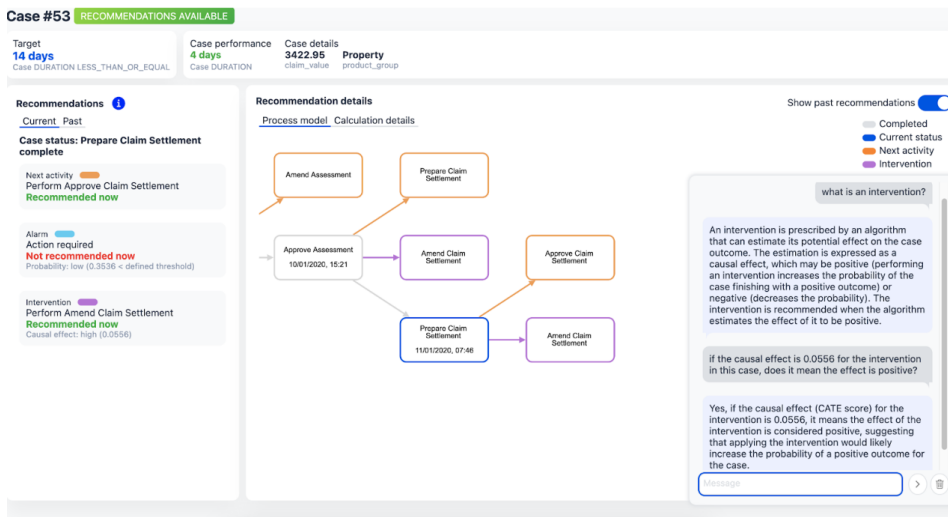 Case #53 RECOMMENDATIONS AVAILABLE
Target
14 days
Case DURATION LESS_THAN_OR_EQUAL
Case performance
4 days
Case DURATION
Case details
3422.95 Property
claim_value product_group
Recommendations i
Current Past
Case status: Prepare Claim Settlement
complete
Next activity
Perform Approve Claim Settlement
Recommended now
Alarm
Action required
Not recommended now
Probability: low (0.3536 < defined threshold)
Intervention
Perform Amend Claim Settlement
Recommended now
Causal effect: high (0.0556)
Recommendation details
Process model Calculation details
Show past recommendations
Completed
Current status
Next activity
Intervention
Amend Assessment
Prepare Claim
Settlement
Approve Assessment
10/01/2020, 15:21
Amend Claim
Settlement
Approve Claim
Settlement
Prepare Claim
Settlement
11/01/2020, 07:46
Amend Claim
Settlement
what is an intervention?
An intervention is prescribed by an algorithm
that can estimate its potential effect on the case
outcome. The estimation is expressed as a
causal effect, which may be positive (performing
an intervention increases the probability of the
case finishing with a positive outcome) or
negative (decreases the probability). The
intervention is recommended when the algorithm
estimates the effect of it to be positive.
if the causal effect is 0.0556 for the intervention
in this case, does it mean the effect is positive?
Yes, if the causal effect (CATE score) for the
intervention is 0.0556, it means the effect of the
intervention is considered positive, suggesting
that applying the intervention would likely
increase the probability of a positive outcome for
the case.
Message